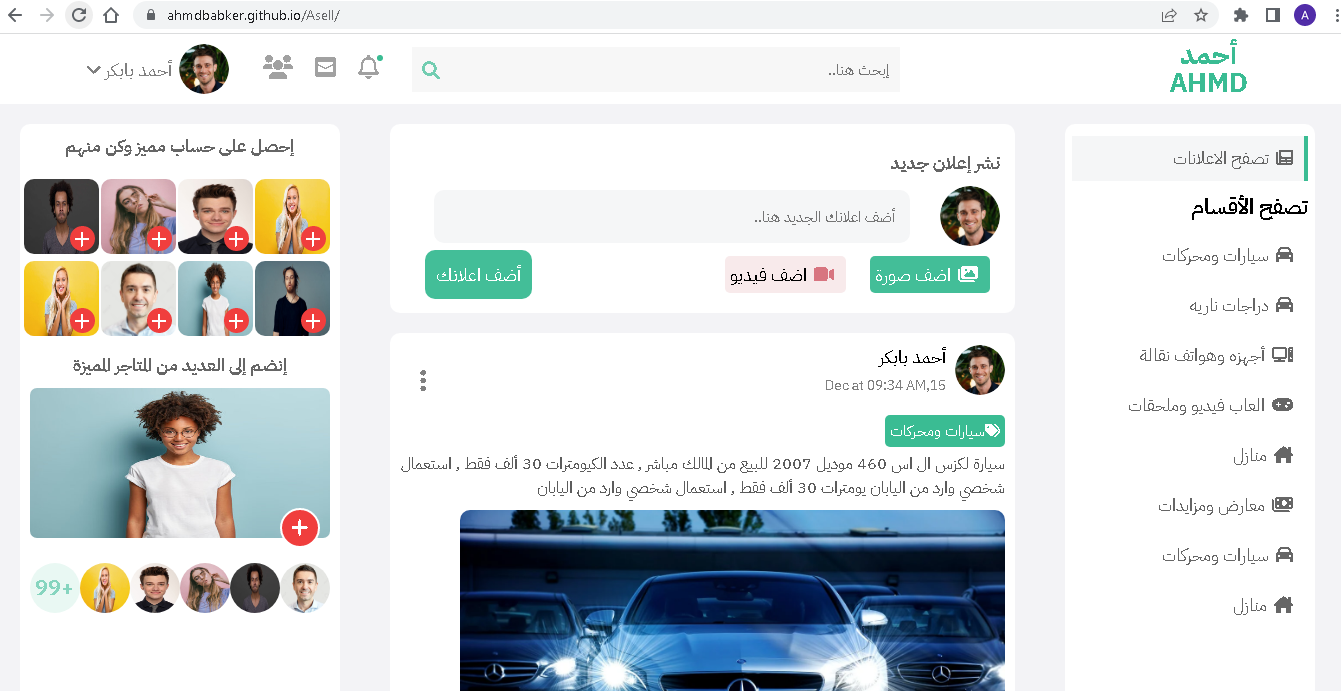 ahmdbabker.github.io/Asell/
A
أحمد
AHMD
إبحث هنا..
أحمد بابكر
تصفح الاعلانات
تصفح الأقسام
سيارات ومحركات
دراجات ناريه
أجهزه وهواتف نقالة
العاب فيديو وملحقات
منازل
معارض ومزايدات
سيارات ومحركات
منازل
نشر إعلان جديد
أضف اعلانك الجديد هنا..
اضف صورة
اضف فيديو
أضف اعلانك
أحمد بابكر
Dec at 09:34 AM,15
سيارات ومحركات
سيارة لكزس ال اس 460 موديل 2007 للبيع من المالك مباشر , عدد الكيومترات 30 ألف فقط , استعمال
شخصي وارد من اليابان يومترات 30 ألف فقط , استعمال شخصي وارد من اليابان
إحصل على حساب مميز وكن منهم
إنضم إلى العديد من المتاجر المميزة
99+